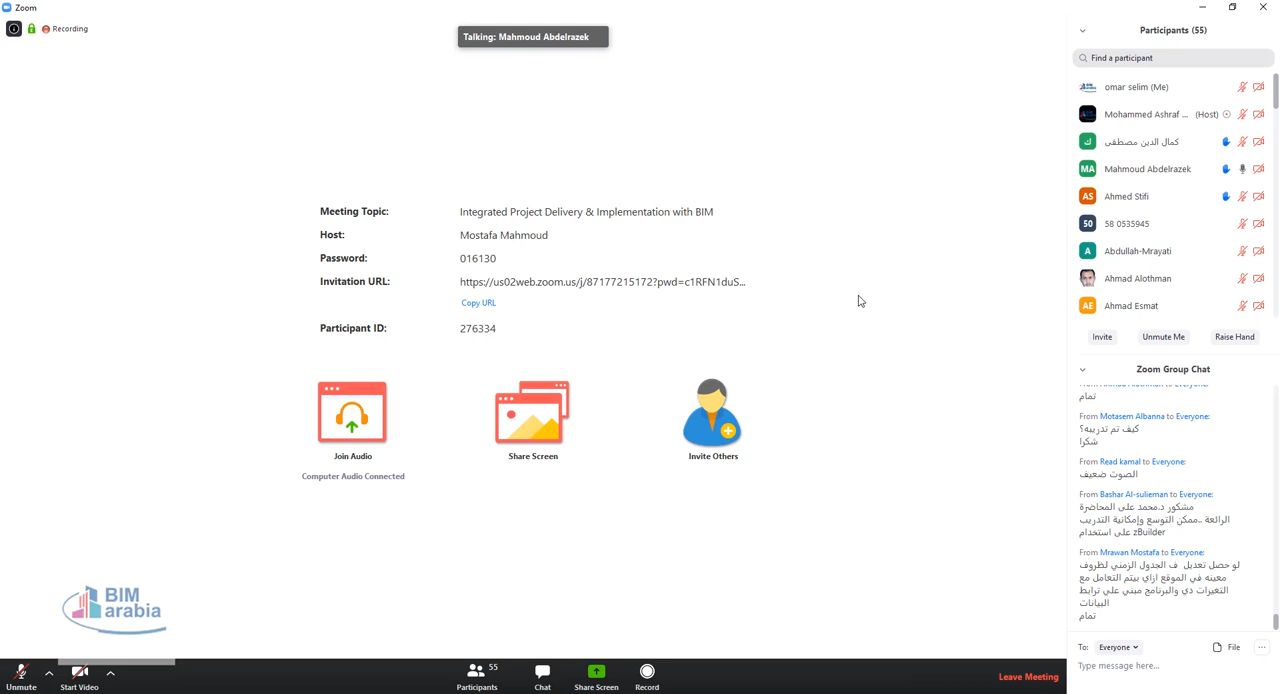 Zoom
Recording
Talking: Mahmoud Abdelrazek
Meeting Topic: Integrated Project Delivery & Implementation with BIM
Host: Mostafa Mahmoud
Password: 016130
Invitation URL: https://us02web.zoom.us/j/87177215172?pwd=c1RFN1duS...
Copy URL
Participant ID: 276334
Join Audio
Share Screen
Invite Others
Computer Audio Connected
BIM
arabia
Participants (55)
Find a participant
omar selim (Me)
Mohammed Ashraf ... (Host)
ك كمال الدين مصطفى
MA Mahmoud Abdelrazek
AS Ahmed Stifi
50 58 0535945
A Abdullah-Mrayati
Ahmad Alothman
AE Ahmad Esmat
Invite Unmute Me Raise Hand
Zoom Group Chat
تمام
From Motasem Albanna to Everyone:
كيف تم تدريبه؟
شكرا
From Read kamal to Everyone:
الصوت ضعيف
From Bashar Al-sulieman to Everyone:
مشكور د.محمد على المحاضرة
الرائعة ..ممكن التوسع وإمكانية التدريب
على استخدام zBuilder
From Mrawan Mostafa to Everyone:
لو حصل تعديل ف الجدول الزمني لظروف
معينه في الموقع ازاي بيتم التعامل مع
التغيرات دي والبرنامج مبني علي ترابط
البيانات
تمام
To: Everyone File ...
Type message here...
Unmute
Start Video
55
Participants
Chat
Share Screen
Record
Leave Meeting